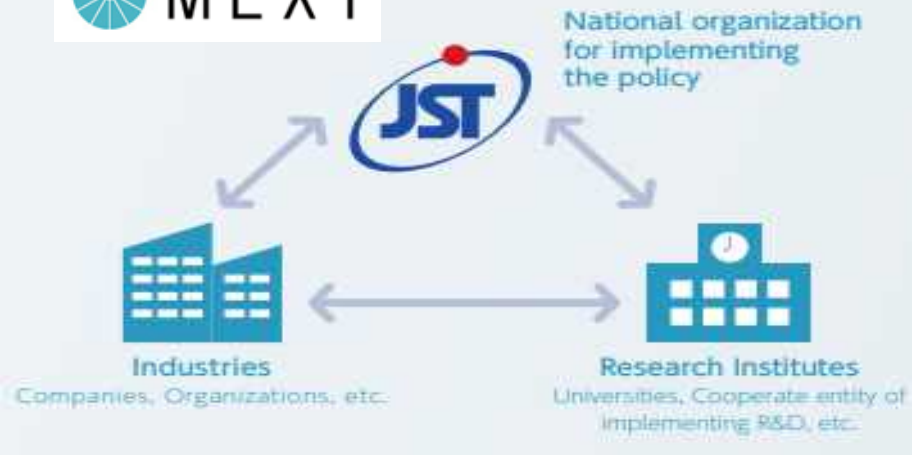 MEXT
National organization
for implementing
the policy
JST
Industries
Companies, Organizations, etc.
Research Institutes
Universities, Cooperate entity of
implementing R&D, etc.